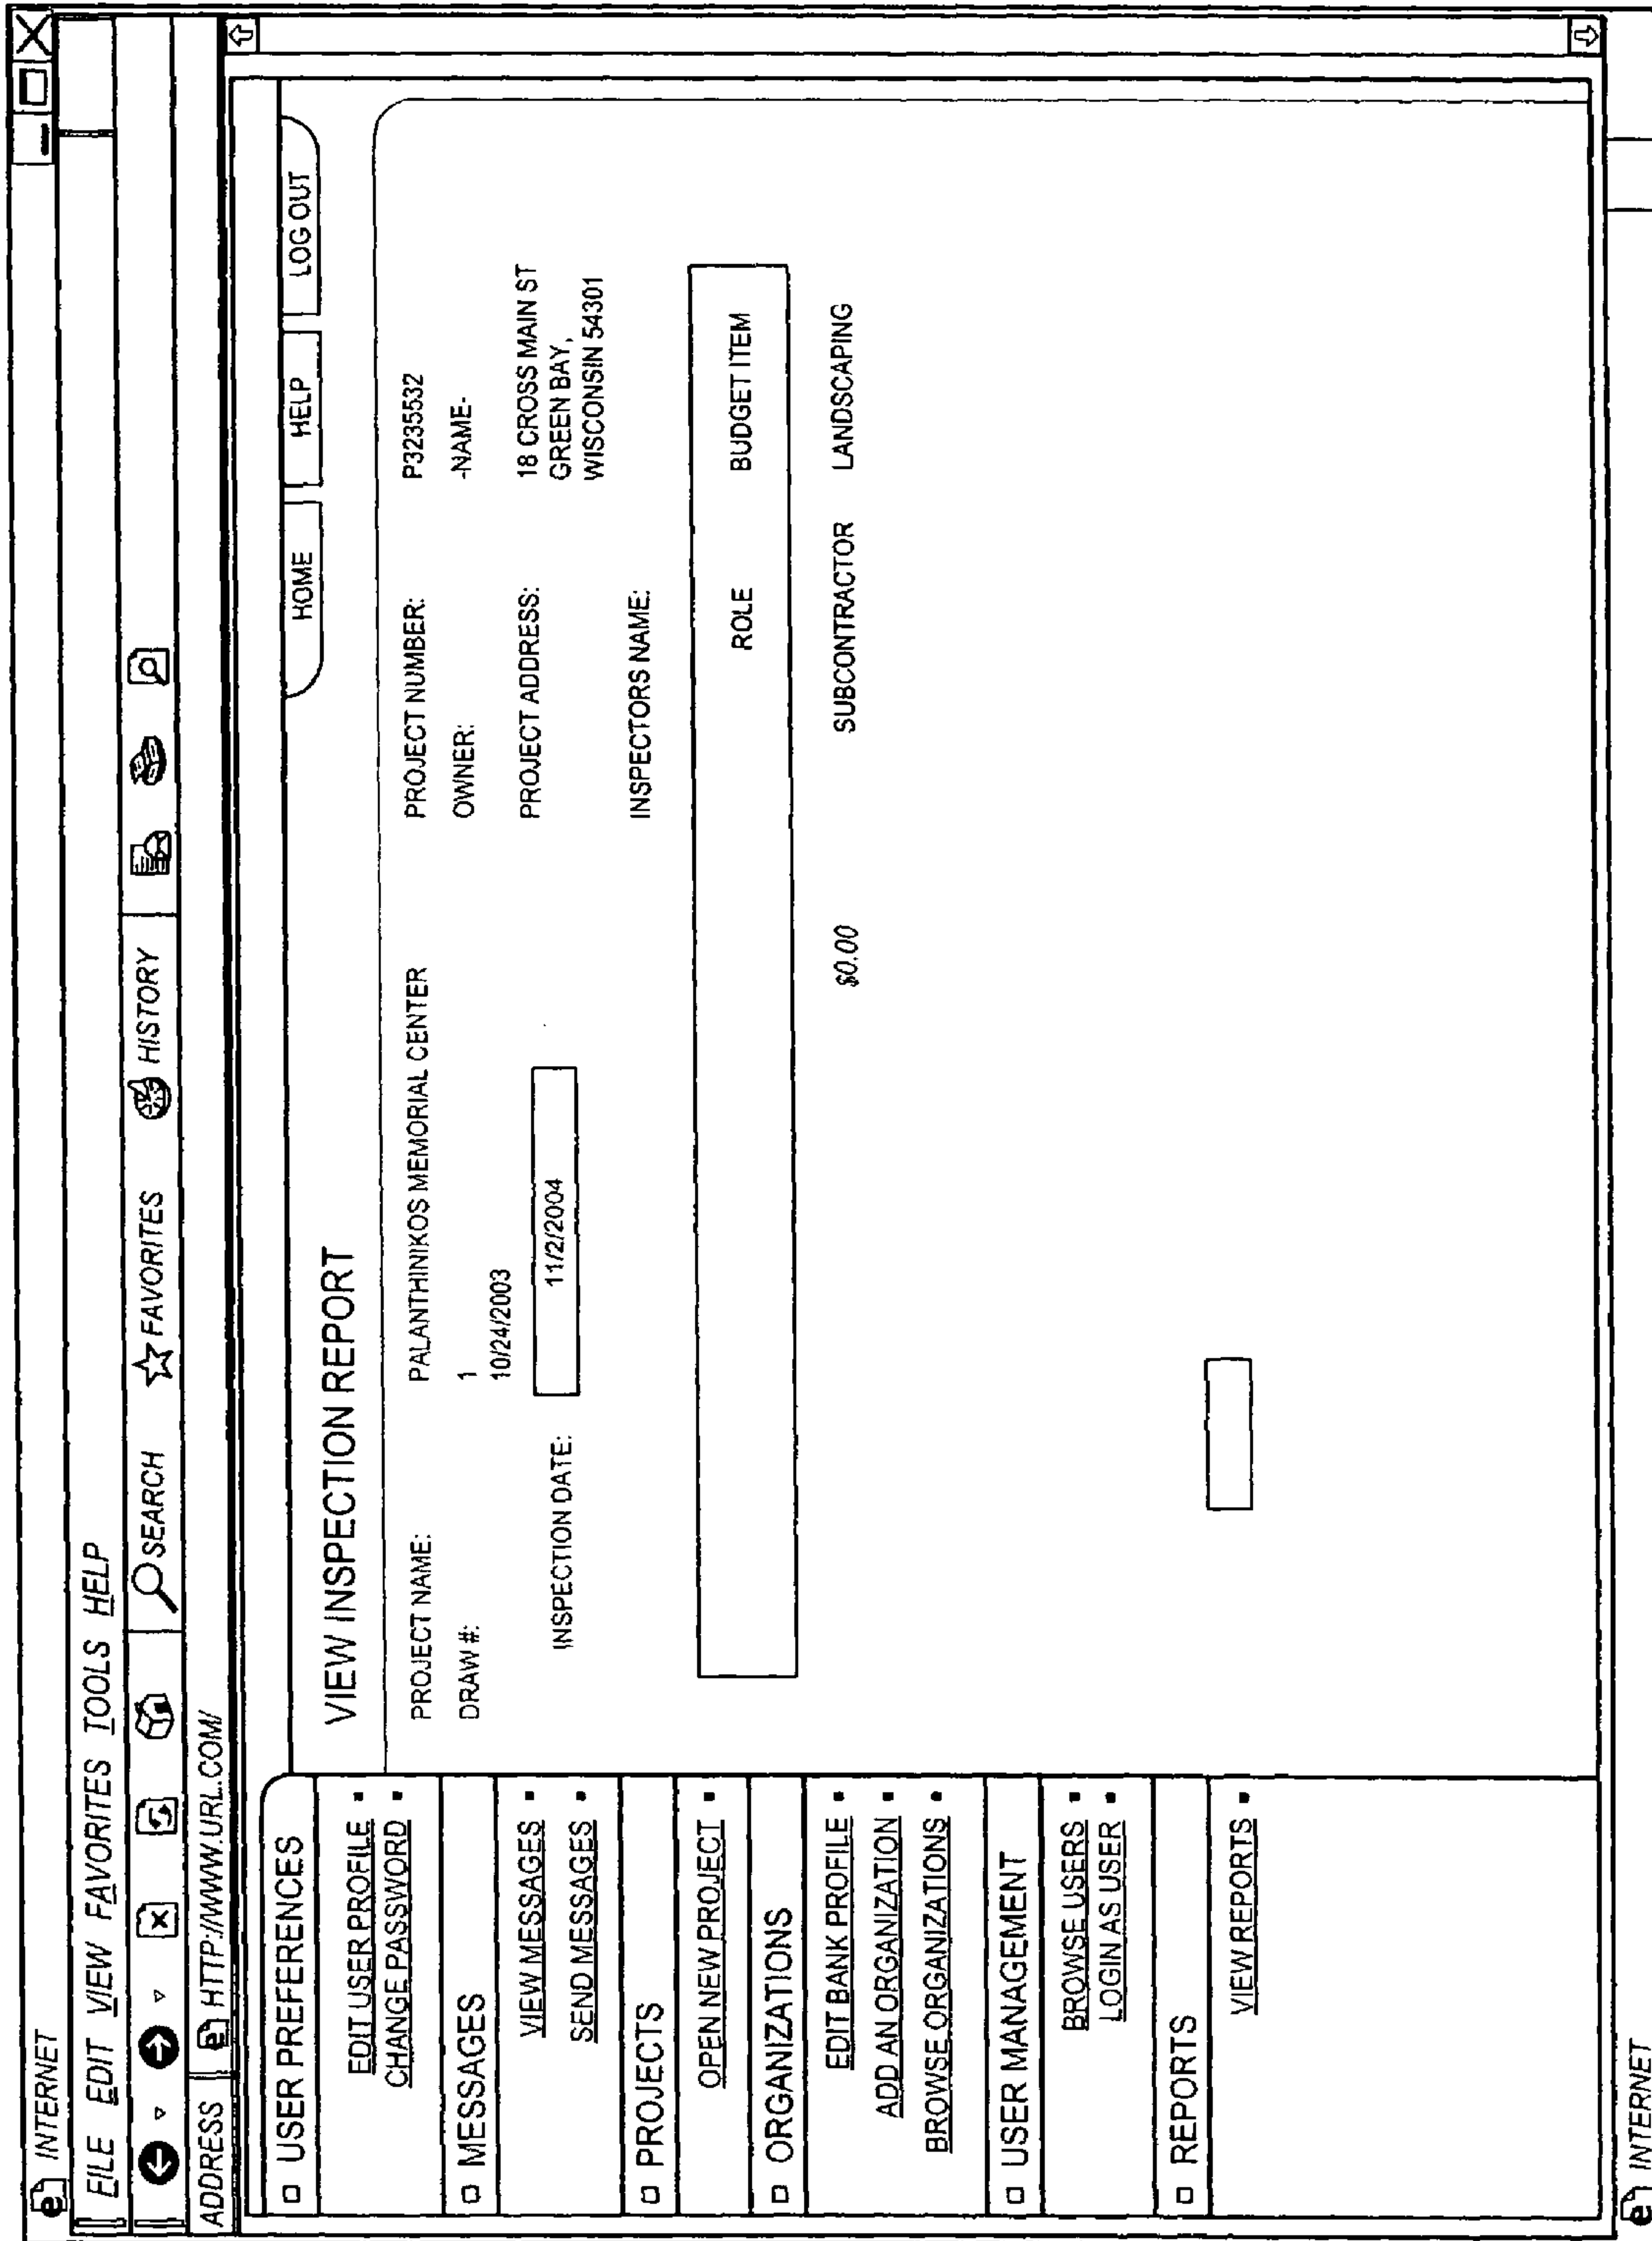 INTERNET
FILE EDIT VIEW FAVORITES TOOLS HELP
SEARCH FAVORITES HISTORY
ADDRESS HTTP://WWW.URL.COM/
HOME HELP LOG OUT
USER PREFERENCES
EDIT USER PROFILE
CHANGE PASSWORD
MESSAGES
VIEW MESSAGES
SEND MESSAGES
PROJECTS
OPEN NEW PROJECT
ORGANIZATIONS
EDIT BANK PROFILE
ADD AN ORGANIZATION
BROWSE ORGANIZATIONS
USER MANAGEMENT
BROWSE USERS
LOGIN AS USER
REPORTS
VIEW REPORTS
VIEW INSPECTION REPORT
PROJECT NAME: PALANTHINIKOS MEMORIAL CENTER PROJECT NUMBER: P3235532
DRAW #: 1 OWNER: -NAME-
10/24/2003
INSPECTION DATE: 11/2/2004 PROJECT ADDRESS: 18 CROSS MAIN ST
GREEN BAY,
WISCONSIN 54301
INSPECTORS NAME:
ROLE BUDGET ITEM
$0.00 SUBCONTRACTOR LANDSCAPING
INTERNET